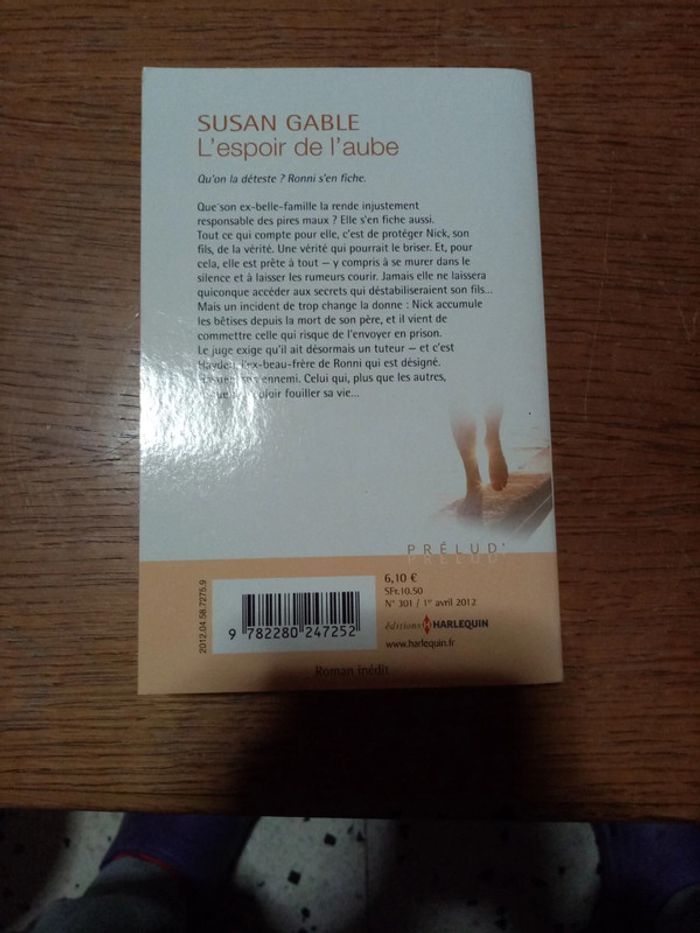 SUSAN GABLE
L'espoir de l'aube
Qu'on la déteste ? Ronni s'en fiche.
Que son ex-belle-famille la rende injustement
responsable des pires maux ? Elle s'en fiche aussi.
Tout ce qui compte pour elle, c'est de protéger Nick, son
fils, de la vérité. Une vérité qui pourrait le briser. Et, pour
cela, elle est prête à tout — y compris à se murer dans le
silence et à laisser les rumeurs courir. Jamais elle ne laissera
quiconque accéder aux secrets qui déstabiliseraient son fils...
Mais un incident de trop change la donne : Nick accumule
les bêtises depuis la mort de son père, et il vient de
commettre celle qui risque de l'envoyer en prison.
Le juge exige qu'il ait désormais un tuteur — et c'est
Hayden, l'ex-beau-frère de Ronni qui est désigné.
ennemi. Celui qui, plus que les autres,
fouiller sa vie...
PRÉLUD'
2012.04.58.7275.9
9 782280 247252
6,10 €
SFr.10.50
N° 301 / 1er avril 2012
éditions HARLEQUIN
www.harlequin.fr
Roman inédit